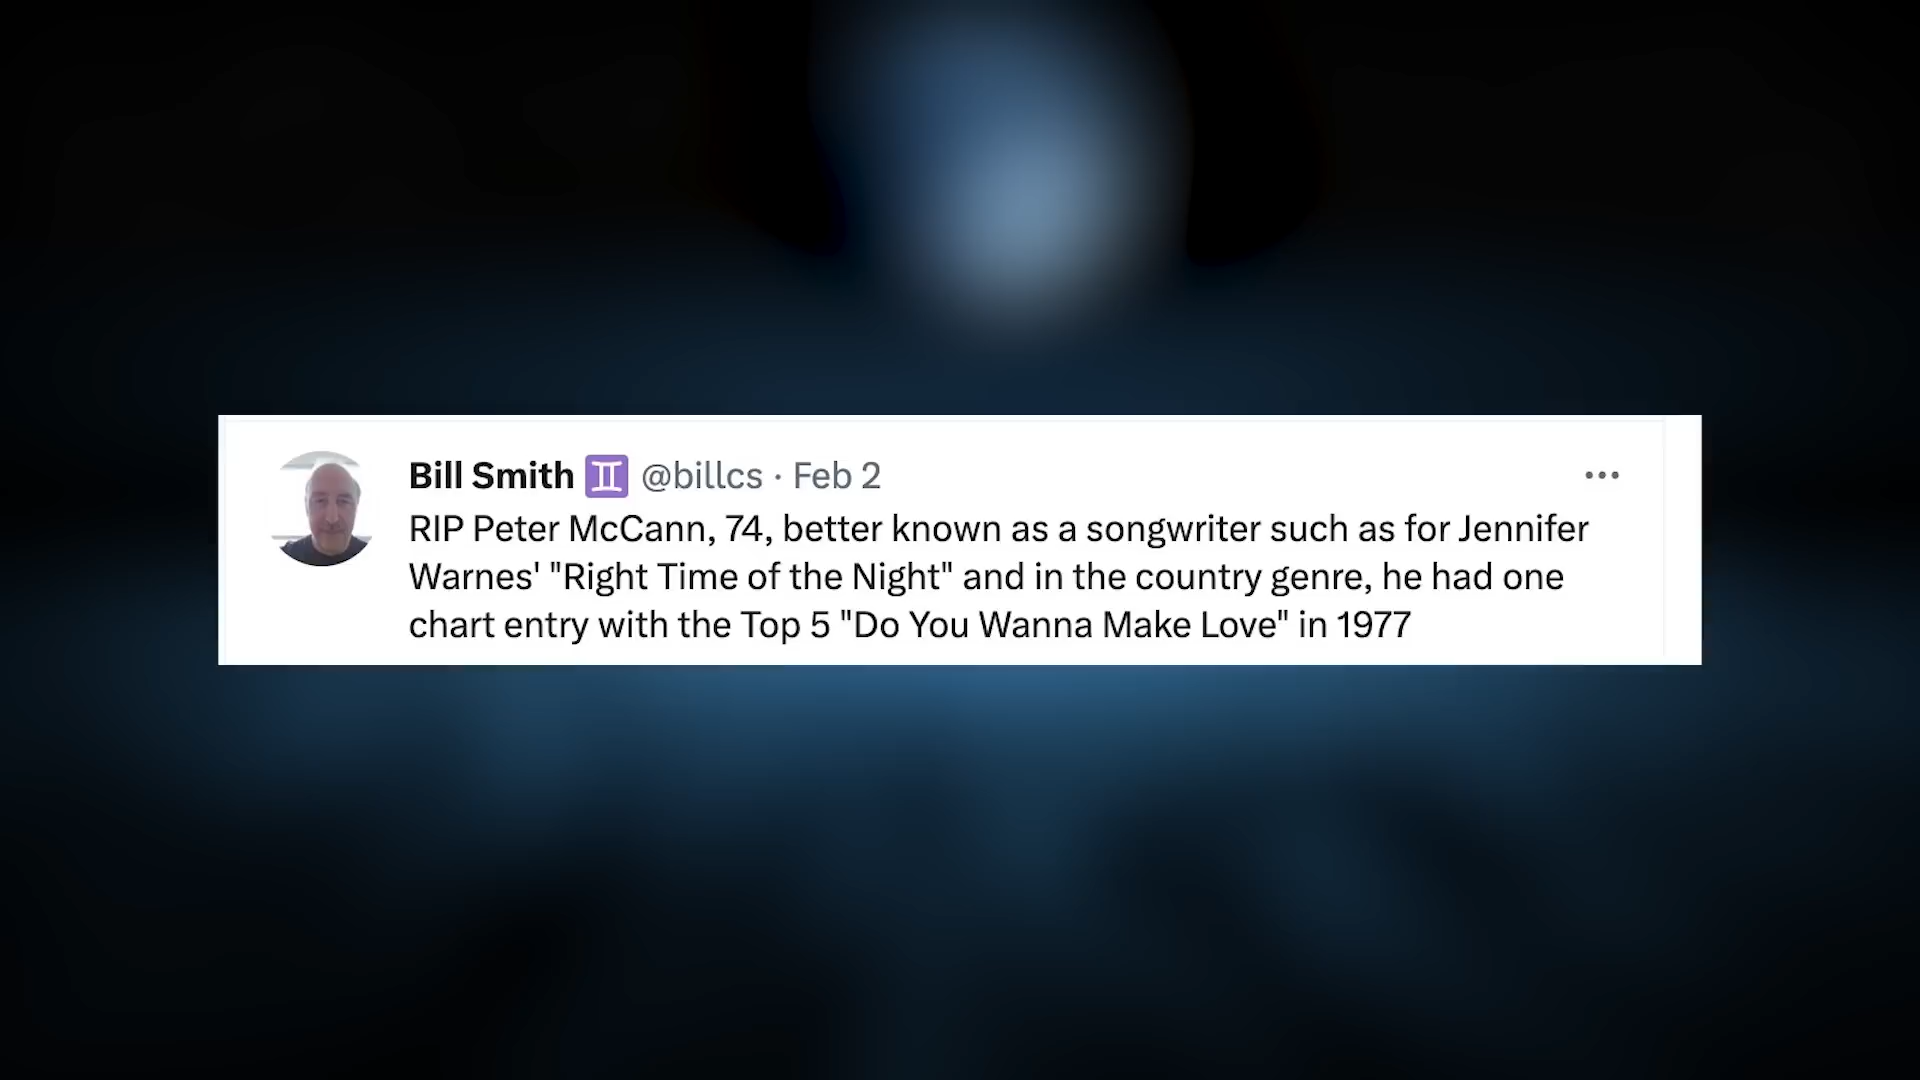 Bill Smith ♊ @billcs · Feb 2
RIP Peter McCann, 74, better known as a songwriter such as for Jennifer
Warnes' "Right Time of the Night" and in the country genre, he had one
chart entry with the Top 5 "Do You Wanna Make Love" in 1977